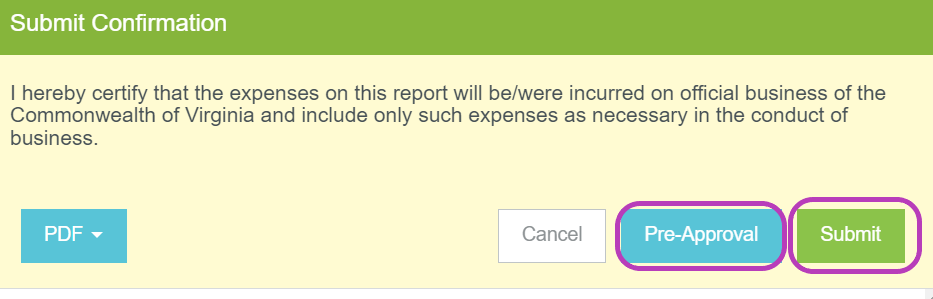 Submit Confirmation
I hereby certify that the expenses on this report will be/were incurred on official business of the
Commonwealth of Virginia and include only such expenses as necessary in the conduct of
business.
PDF Cancel Pre-Approval Submit